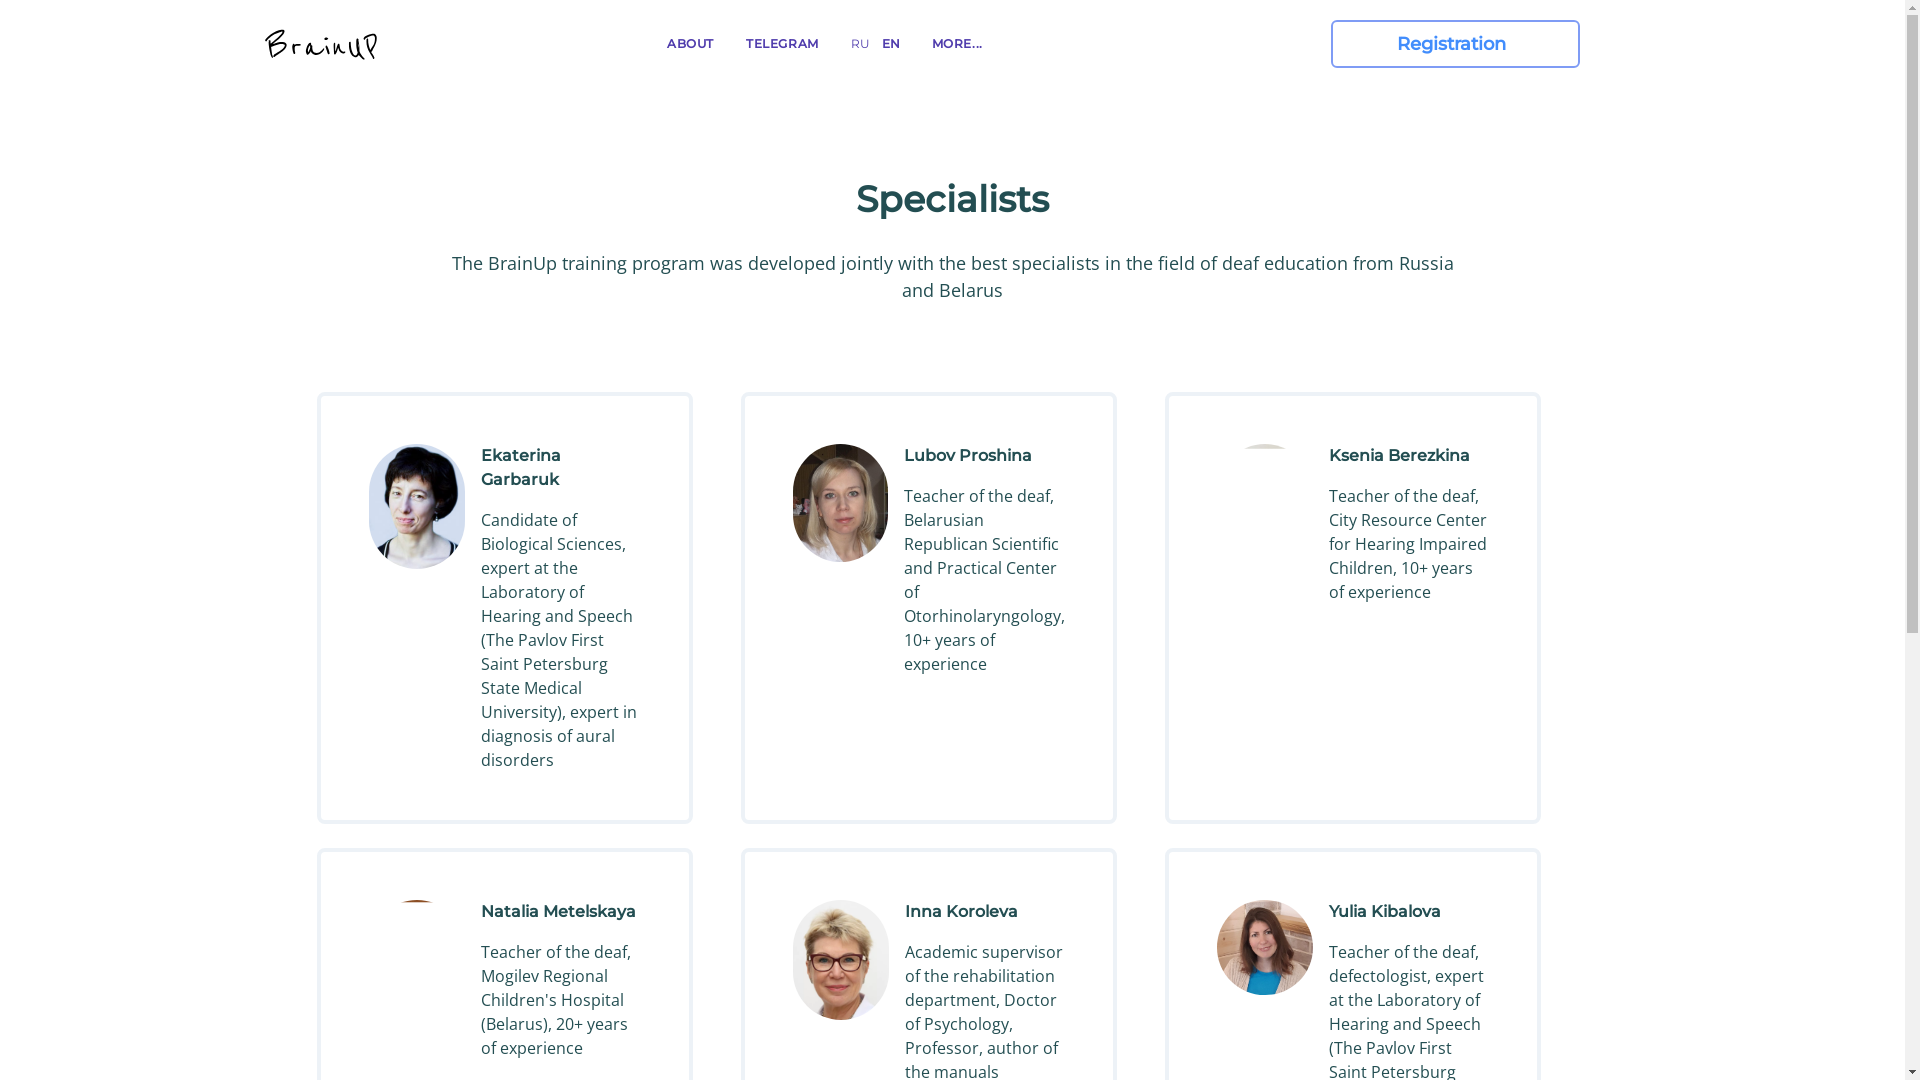 BrainUP
ABOUT
TELEGRAM
RU
EN
MORE...
Registration
Specialists
The BrainUp training program was developed jointly with the best specialists in the field of deaf education from Russia
and Belarus
Ekaterina
Garbaruk
Candidate of
Biological Sciences,
expert at the
Laboratory of
Hearing and Speech
(The Pavlov First
Saint Petersburg
State Medical
University), expert in
diagnosis of aural
disorders
Lubov Proshina
Teacher of the deaf,
Belarusian
Republican Scientific
and Practical Center
of
Otorhinolaryngology,
10+ years of
experience
Ksenia Berezkina
Teacher of the deaf,
City Resource Center
for Hearing Impaired
Children, 10+ years
of experience
Natalia Metelskaya
Teacher of the deaf,
Mogilev Regional
Children's Hospital
(Belarus), 20+ years
of experience
Inna Koroleva
Academic supervisor
of the rehabilitation
department, Doctor
of Psychology,
Professor, author of
the manuals
Yulia Kibalova
Teacher of the deaf,
defectologist, expert
at the Laboratory of
Hearing and Speech
(The Pavlov First
Saint Petersburg